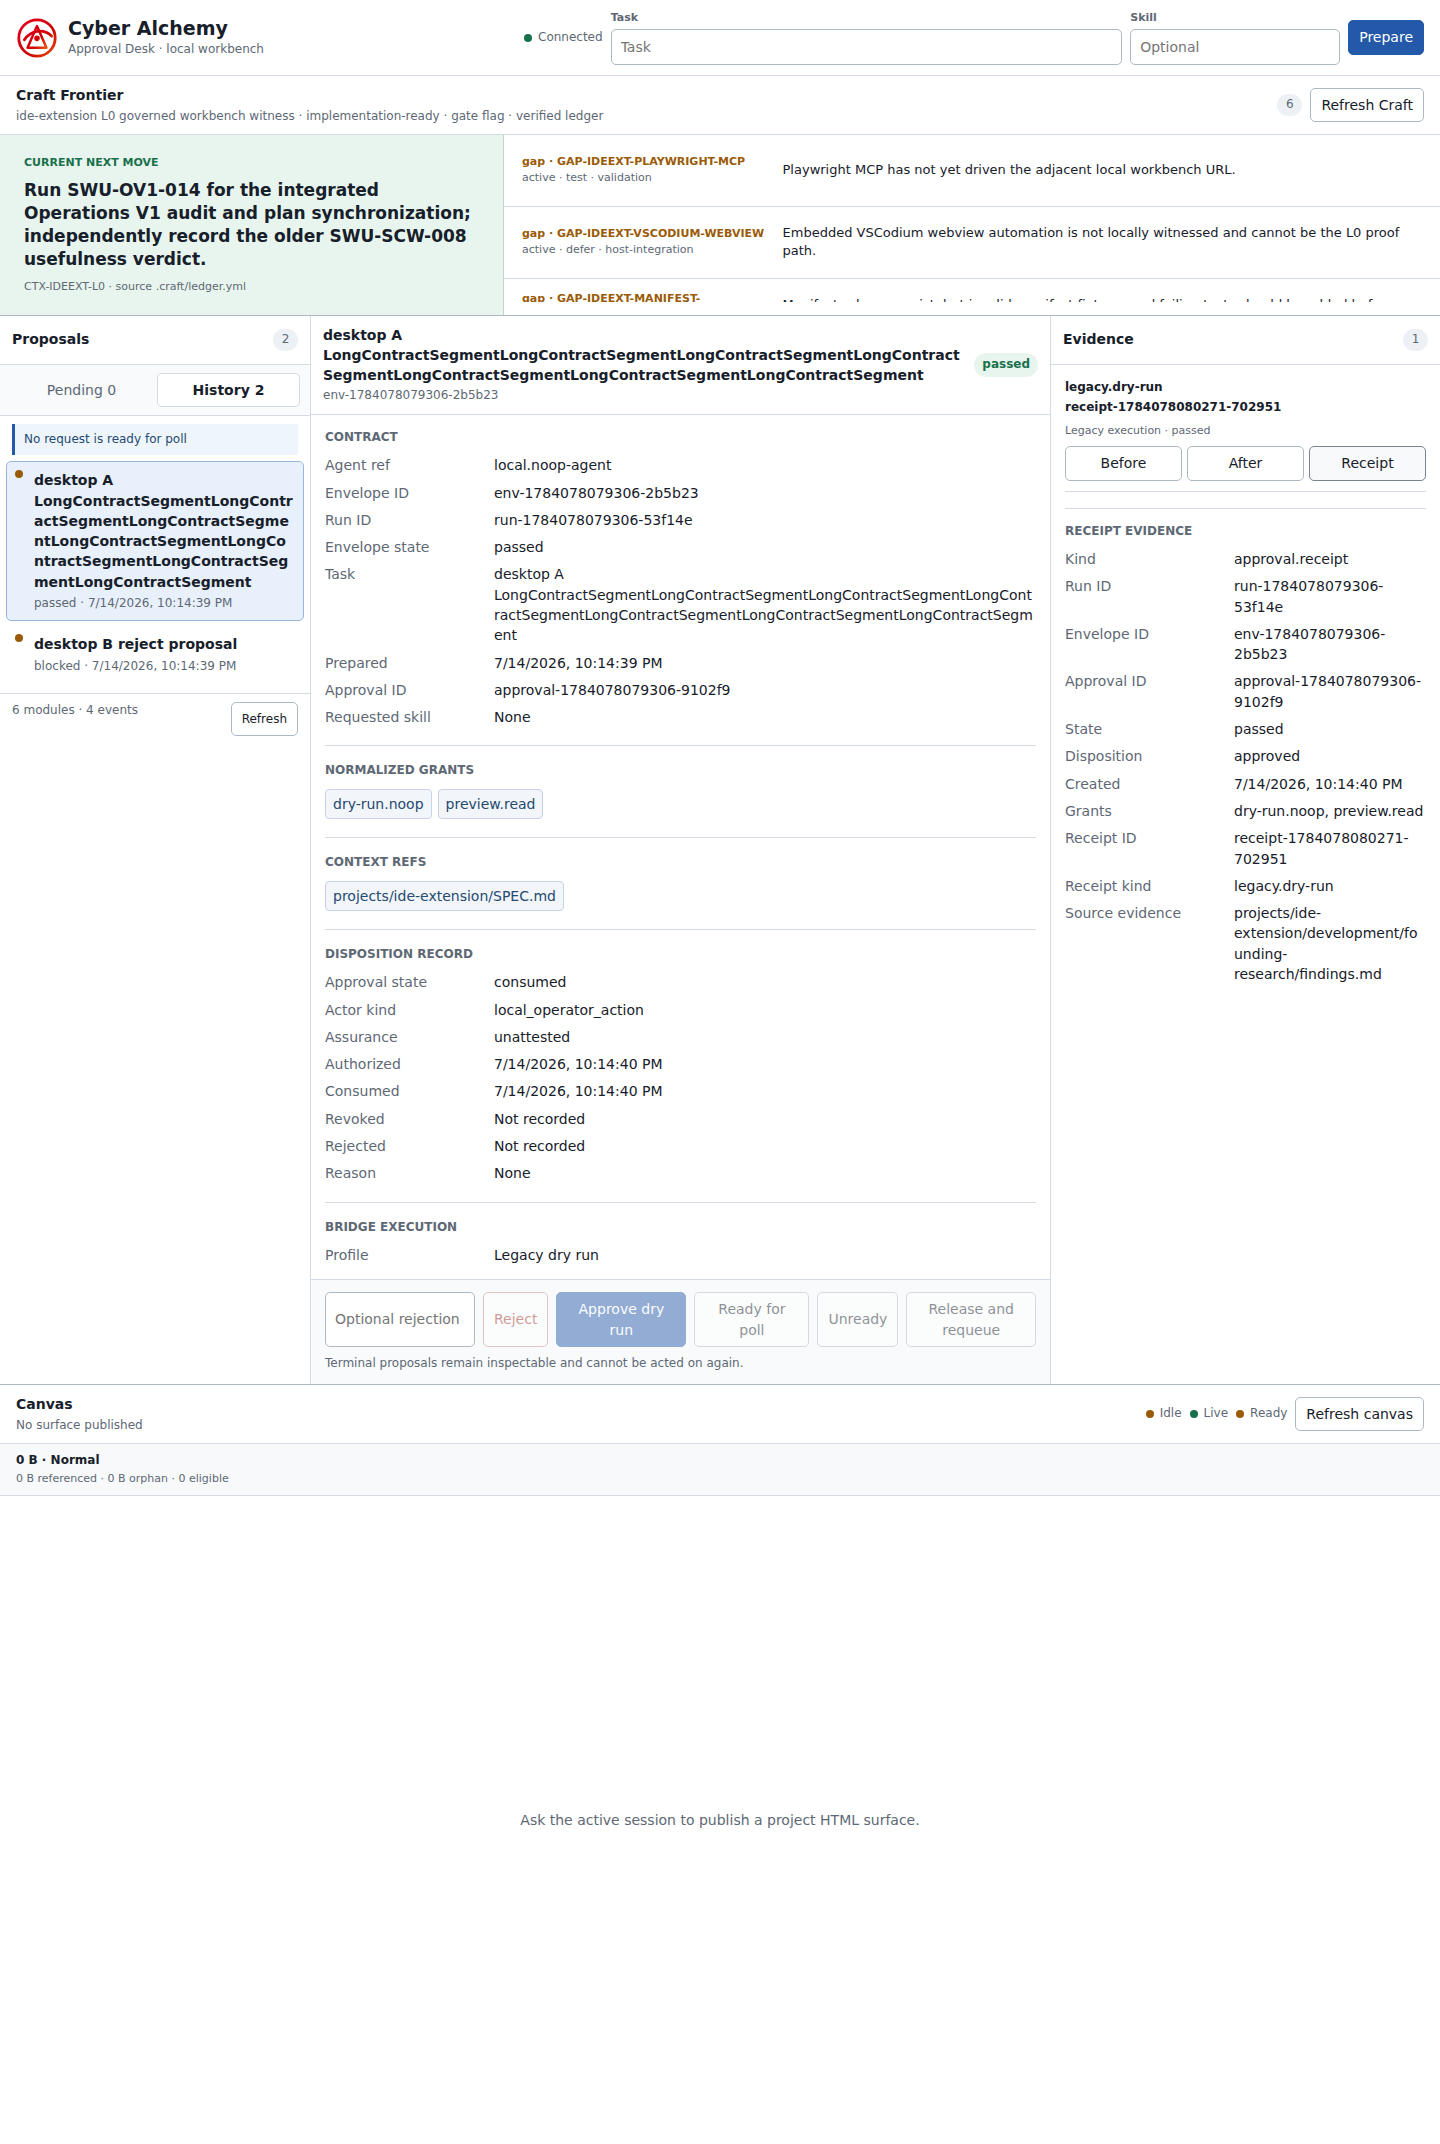 Cyber Alchemy
Approval Desk · local workbench
Connected
Task
Task
Skill
Optional
Prepare
Craft Frontier
ide-extension L0 governed workbench witness · implementation-ready · gate flag · verified ledger
6
Refresh Craft
CURRENT NEXT MOVE
Run SWU-OV1-014 for the integrated
Operations V1 audit and plan synchronization;
independently record the older SWU-SCW-008
usefulness verdict.
CTX-IDEEXT-L0 · source .craft/ledger.yml
gap · GAP-IDEEXT-PLAYWRIGHT-MCP
active · test · validation
Playwright MCP has not yet driven the adjacent local workbench URL.
gap · GAP-IDEEXT-VSCODIUM-WEBVIEW
active · defer · host-integration
Embedded VSCodium webview automation is not locally witnessed and cannot be the L0 proof
path.
gap · GAP-IDEEXT-MANIFEST-
Proposals
2
Pending 0
History 2
No request is ready for poll
desktop A
LongContractSegmentLongContr
actSegmentLongContractSegme
ntLongContractSegmentLongCo
ntractSegmentLongContractSeg
mentLongContractSegment
passed · 7/14/2026, 10:14:39 PM
desktop B reject proposal
blocked · 7/14/2026, 10:14:39 PM
6 modules · 4 events
Refresh
desktop A
LongContractSegmentLongContractSegmentLongContractSegmentLongContract
SegmentLongContractSegmentLongContractSegmentLongContractSegment
env-1784078079306-2b5b23
passed
CONTRACT
Agent ref local.noop-agent
Envelope ID env-1784078079306-2b5b23
Run ID run-1784078079306-53f14e
Envelope state passed
Task desktop A
LongContractSegmentLongContractSegmentLongContractSegmentLongCont
ractSegmentLongContractSegmentLongContractSegmentLongContractSegm
ent
Prepared 7/14/2026, 10:14:39 PM
Approval ID approval-1784078079306-9102f9
Requested skill None
NORMALIZED GRANTS
dry-run.noop preview.read
CONTEXT REFS
projects/ide-extension/SPEC.md
DISPOSITION RECORD
Approval state consumed
Actor kind local_operator_action
Assurance unattested
Authorized 7/14/2026, 10:14:40 PM
Consumed 7/14/2026, 10:14:40 PM
Revoked Not recorded
Rejected Not recorded
Reason None
BRIDGE EXECUTION
Profile Legacy dry run
Optional rejection
Reject
Approve dry
run
Ready for
poll
Unready
Release and
requeue
Terminal proposals remain inspectable and cannot be acted on again.
Evidence
1
legacy.dry-run
receipt-1784078080271-702951
Legacy execution · passed
Before
After
Receipt
RECEIPT EVIDENCE
Kind approval.receipt
Run ID run-1784078079306-
53f14e
Envelope ID env-1784078079306-
2b5b23
Approval ID approval-1784078079306-
9102f9
State passed
Disposition approved
Created 7/14/2026, 10:14:40 PM
Grants dry-run.noop, preview.read
Receipt ID receipt-1784078080271-
702951
Receipt kind legacy.dry-run
Source evidence projects/ide-
extension/development/fo
unding-
research/findings.md
Canvas
No surface published
Idle
Live
Ready
Refresh canvas
0 B · Normal
0 B referenced · 0 B orphan · 0 eligible
Ask the active session to publish a project HTML surface.